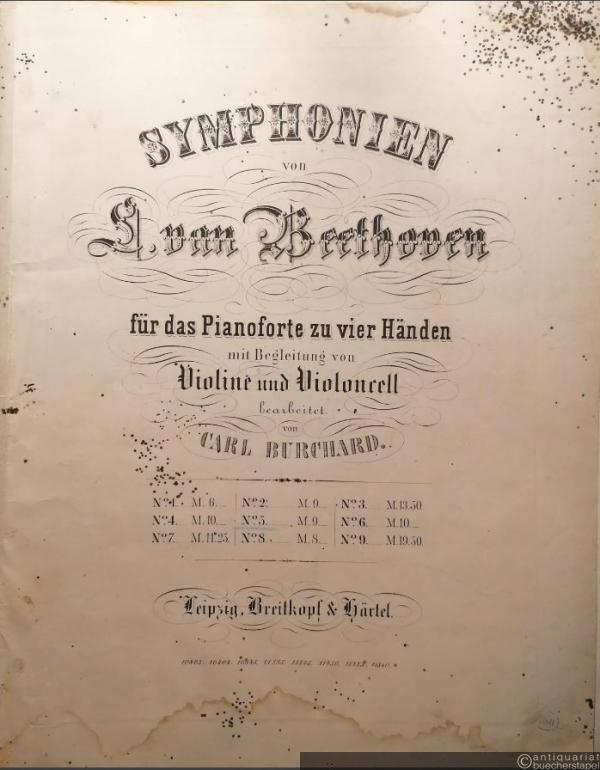 SYMPHONIEN
von
L. van Beethoven
für das Pianoforte zu vier Händen
mit Begleitung von
Violine und Violoncell
bearbeitet
von
CARL BURCHARD.
No. 1. M. 6._ No. 2. M. 9._ No. 3. M. 13.50.
No. 4. M. 10._ No. 5. M. 9._ No. 6. M. 10._
No. 7. M. 11.25. No. 8. M. 8._ No. 9. M. 19.50.
Leipzig, Breitkopf & Härtel.
©antiquariat
buecherstapel